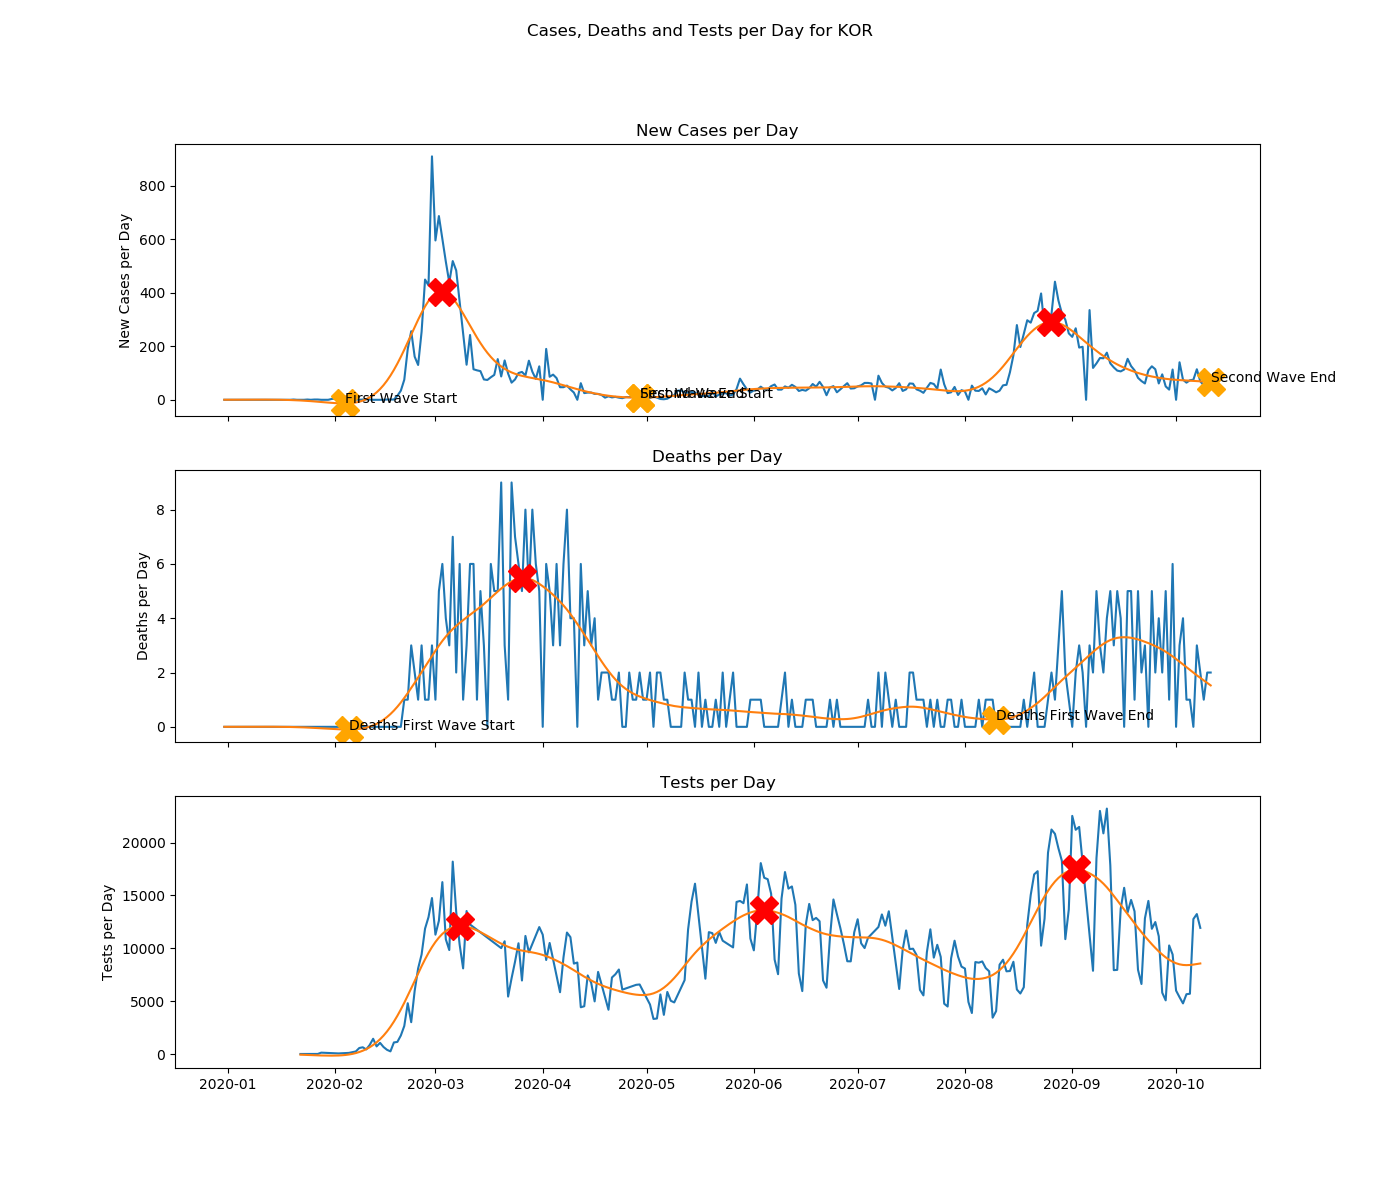 Cases, Deaths and Tests per Day for KOR
New Cases per Day
New Cases per Day
800
600
400
200
0
First Wave Start
First Wave End
Second Wave Start
Second Wave End
Deaths per Day
Deaths per Day
8
6
4
2
0
Deaths First Wave Start
Deaths First Wave End
Tests per Day
Tests per Day
20000
15000
10000
5000
0
2020-01 2020-02 2020-03 2020-04 2020-05 2020-06 2020-07 2020-08 2020-09 2020-10